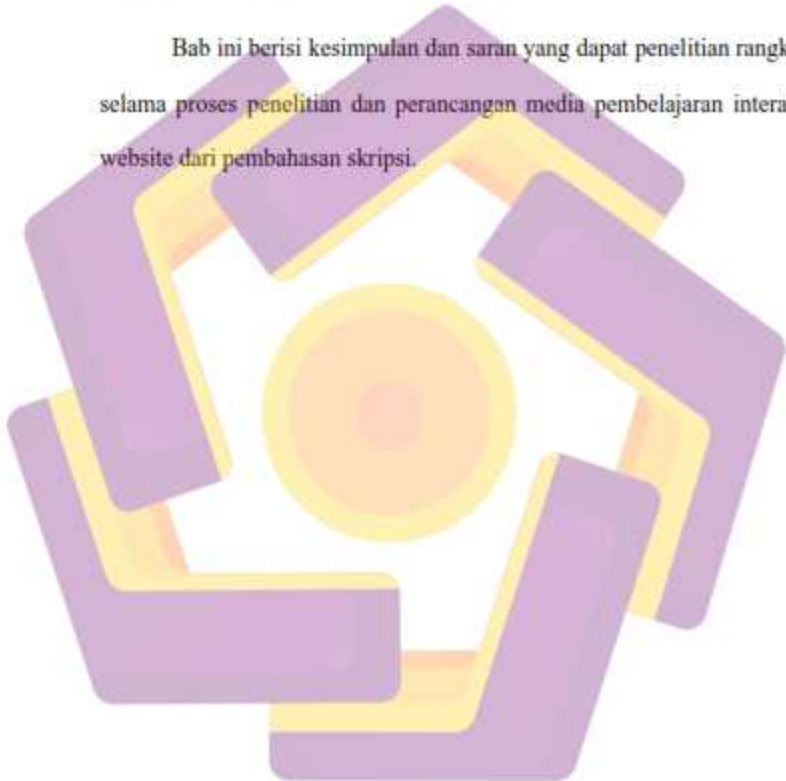 Bab ini berisi kesimpulan dan saran yang dapat penelitian rangk
selama proses penelitian dan perancangan media pembelajaran intera
website dari pembahasan skripsi.